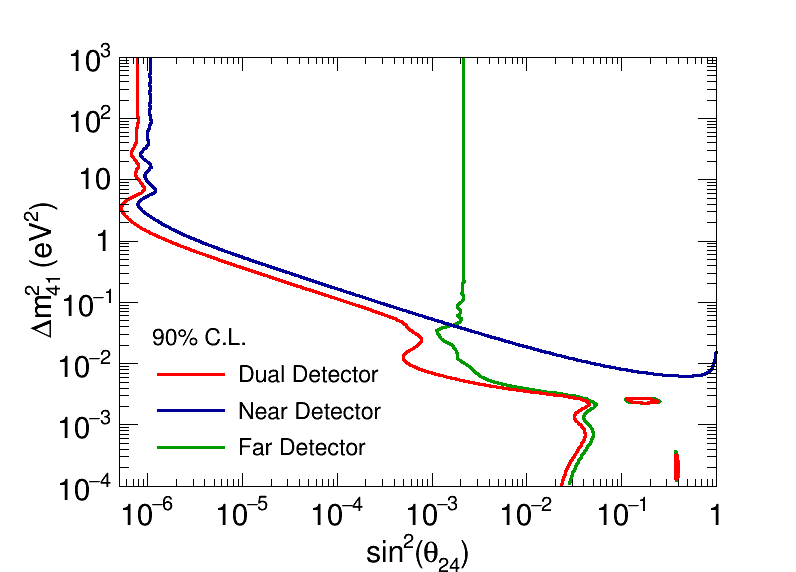 10³
10²
10
1
10⁻¹
10⁻²
10⁻³
10⁻⁴
Δm²₄₁ (eV²)
90% C.L.
Dual Detector
Near Detector
Far Detector
10⁻⁶ 10⁻⁵ 10⁻⁴ 10⁻³ 10⁻² 10⁻¹ 1
sin²(θ₂₄)